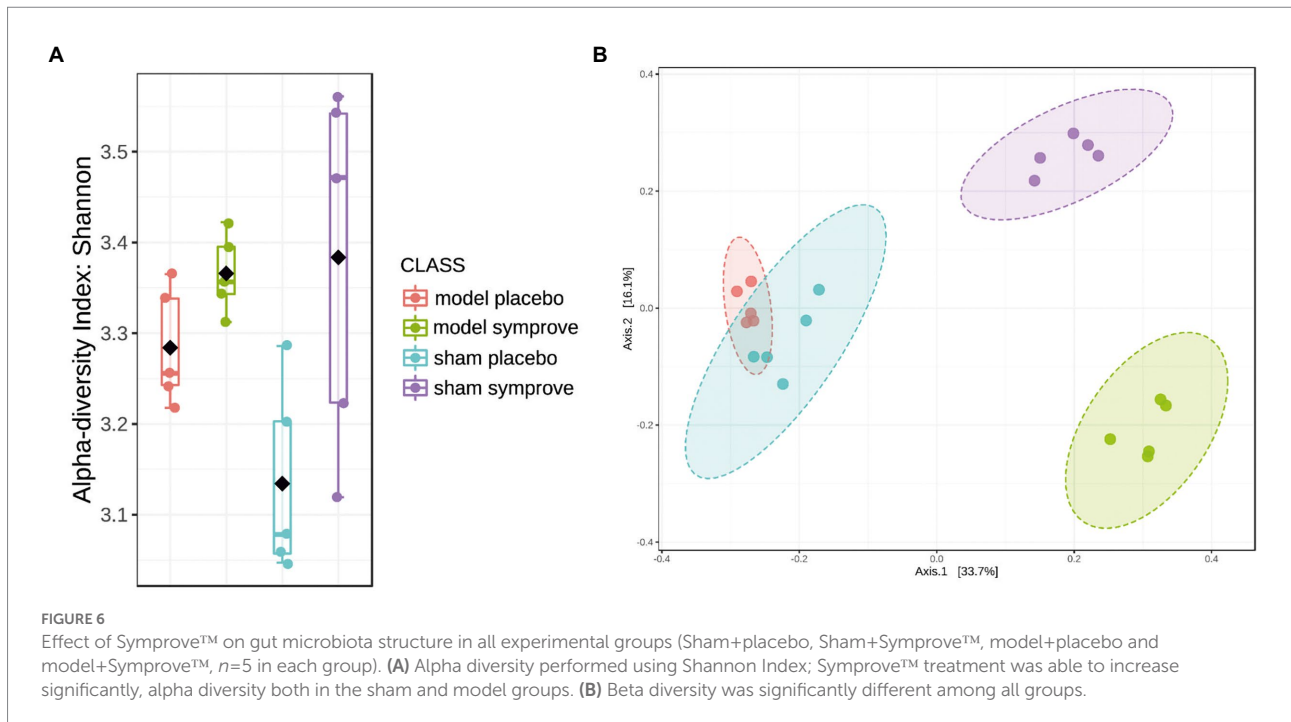 A
Alpha-diversity Index: Shannon
3.5
3.4
3.3
3.2
3.1
CLASS
model placebo
model symprove
sham placebo
sham symprove
B
Axis.2 [16.1%]
0.4
0.2
0.0
-0.2
-0.4
-0.4 -0.2 0.0 0.2 0.4
Axis.1 [33.7%]
FIGURE 6
Effect of Symprove™ on gut microbiota structure in all experimental groups (Sham+placebo, Sham+Symprove™, model+placebo and
model+Symprove™, n=5 in each group). (A) Alpha diversity performed using Shannon Index; Symprove™ treatment was able to increase
significantly, alpha diversity both in the sham and model groups. (B) Beta diversity was significantly different among all groups.